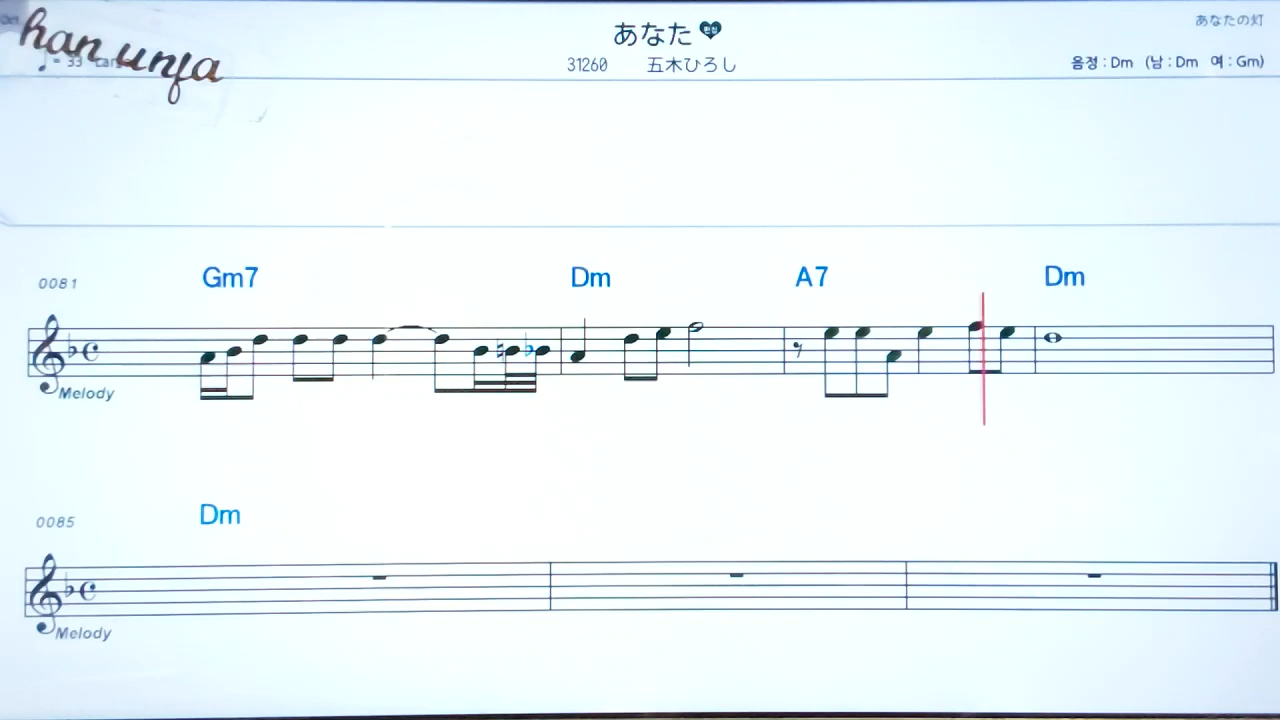 han unja
あなた
あなたの灯
31260 五木ひろし
음정 : Dm (남 : Dm 여 : Gm)
= 33
0081
Gm7 Dm A7 Dm
Melody
0085
Dm
Melody